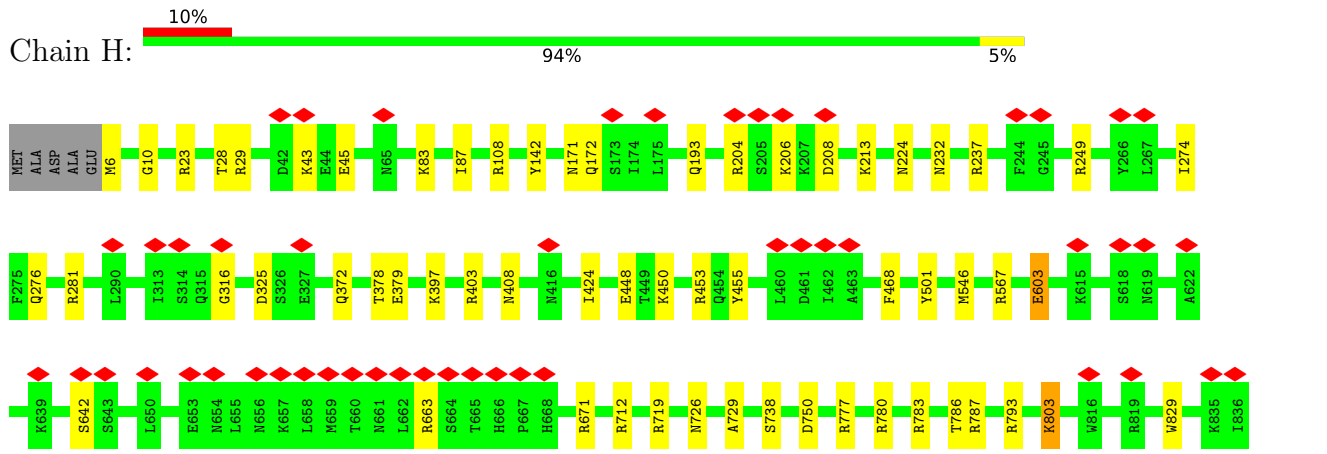 10%
Chain H:
94%
5%
MET ALA ASP ALA GLU M6 G10 R23 T28 R29 D42 K43 E44 E45 N65 K83 I87 R108 Y142 N171 Q172 S173 I174 L175 Q193 R204 S205 K206 K207 D208 K213 N224 N232 R237 F244 G245 R249 Y266 L267 I274
F275 Q276 R281 L290 I313 S314 Q315 G316 D325 S326 E327 Q372 T378 E379 K397 R403 N408 N416 I424 E448 T449 K450 R453 Q454 Y455 L460 D461 I462 A463 F468 Y501 M546 R567 E603 K615 S618 N619 A622
K639 S642 S643 L650 E653 N654 L655 N656 K657 L658 M659 T660 N661 L662 R663 S664 T665 H666 P667 H668 R671 R712 R719 N726 A729 S738 D750 R777 R780 R783 T786 R787 R793 K803 W816 R819 W829 K835 I836